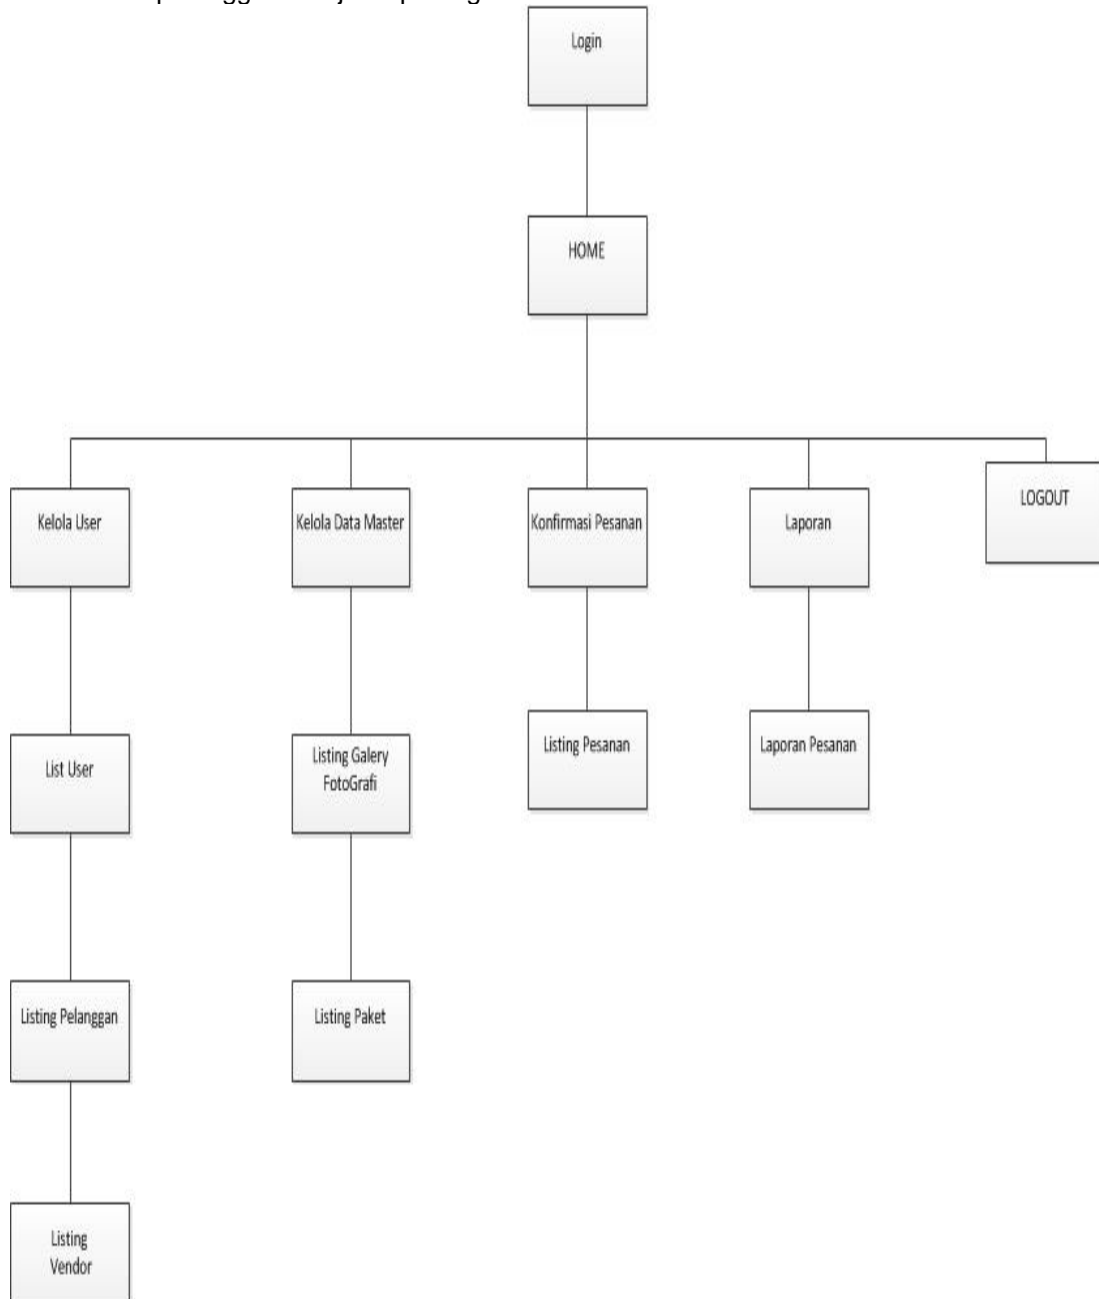 Login
HOME
Kelola User
Kelola Data Master
Konfirmasi Pesanan
Laporan
LOGOUT
List User
Listing Galery
FotoGrafi
Listing Pesanan
Laporan Pesanan
Listing Pelanggan
Listing Paket
Listing
Vendor